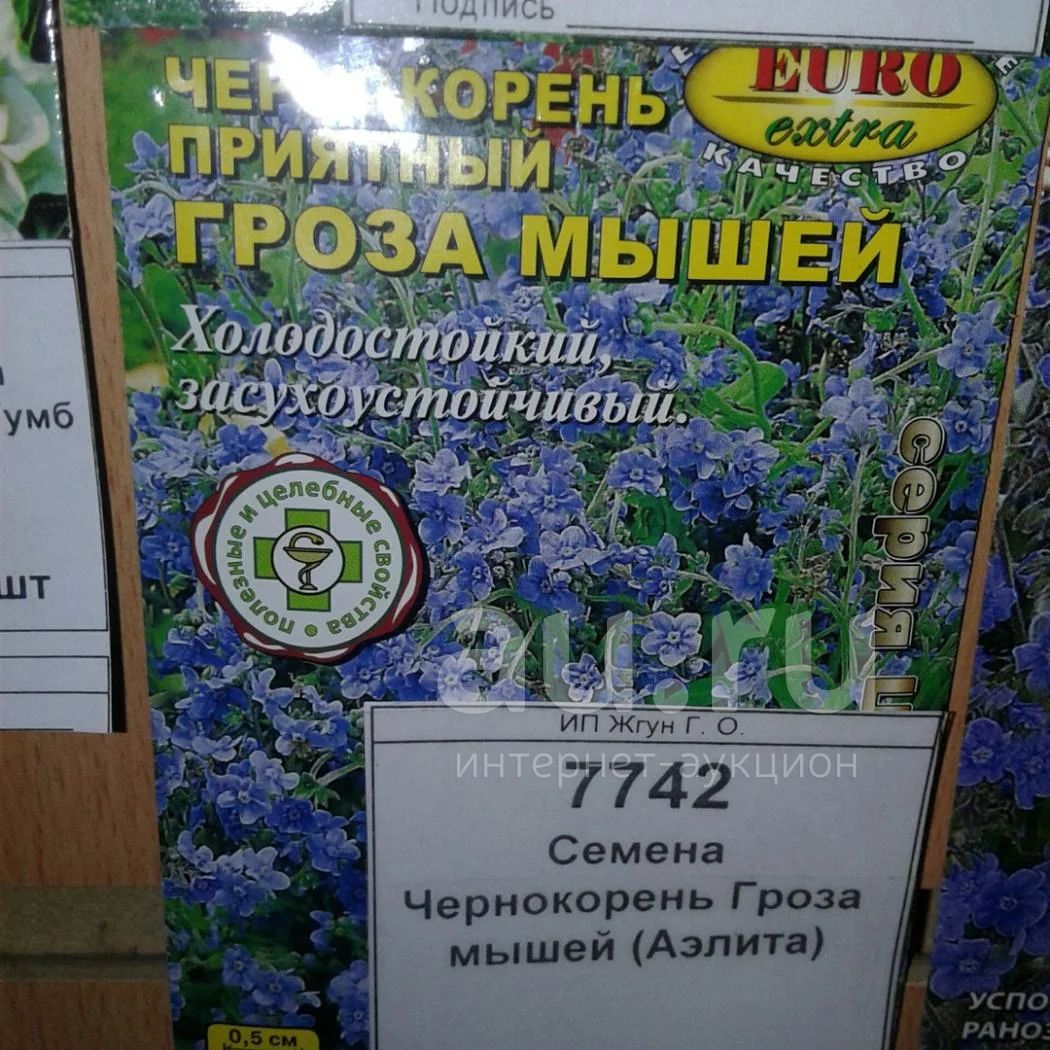 Подпись
ЧЕРНОКОРЕНЬ
ПРИЯТНЫЙ
ГРОЗА МЫШЕЙ
EURO
extra
КАЧЕСТВО
Холодостойкий,
засухоустойчивый.
полезные и целебные свойства
серия
au.ru
интернет-аукцион
ИП Жгун Г. О.
7742
Семена
Чернокорень Гроза
мышей (Аэлита)
0,5 см
шт